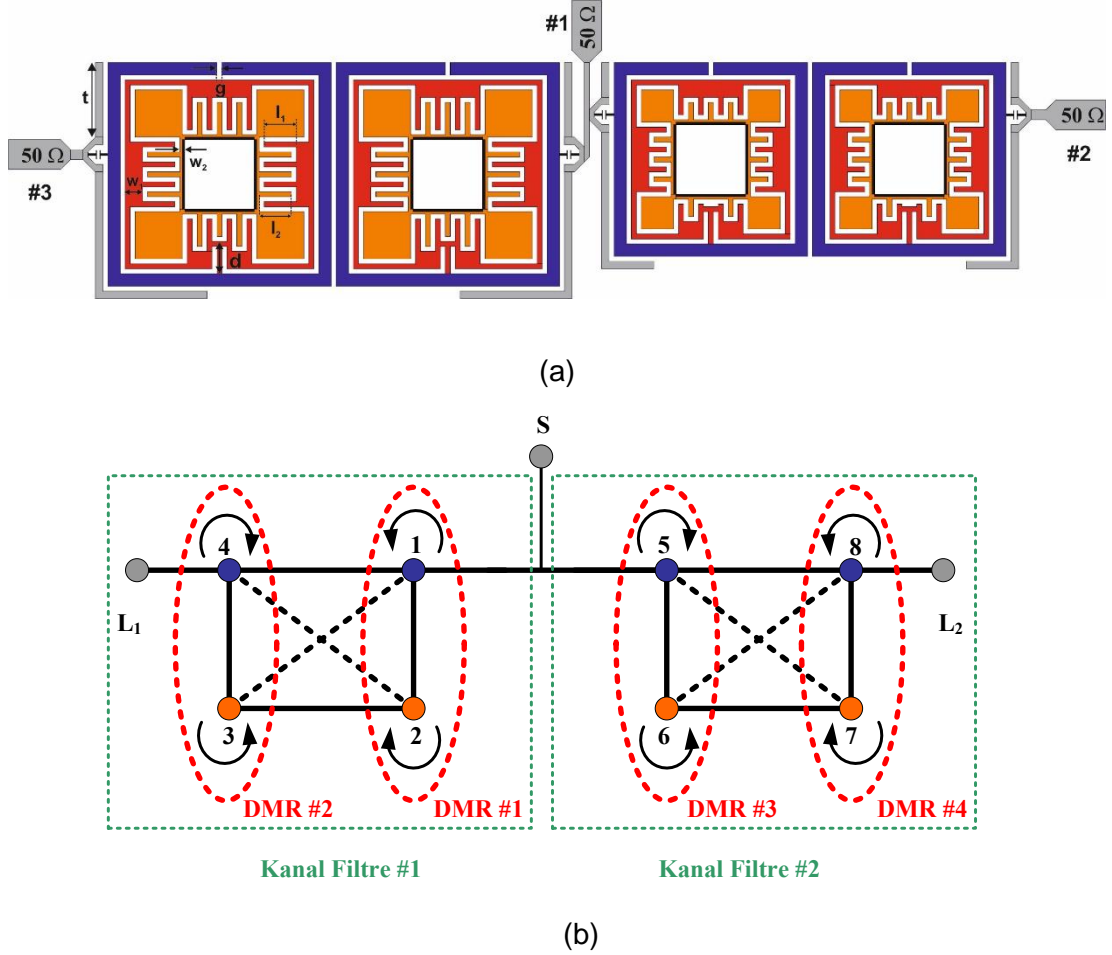 #1
50 Ω
t
g
l₁
w₂
50 Ω
#3
w
l₂
d
50 Ω
#2
(a)
S
4
1
5
8
L₁
L₂
3
2
6
7
DMR #2
DMR #1
DMR #3
DMR #4
Kanal Filtre #1
Kanal Filtre #2
(b)